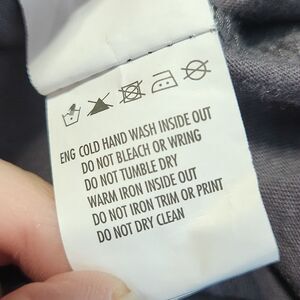 ENG COLD HAND WASH INSIDE OUT
DO NOT BLEACH OR WRING
DO NOT TUMBLE DRY
WARM IRON INSIDE OUT
DO NOT IRON TRIM OR PRINT
DO NOT DRY CLEAN